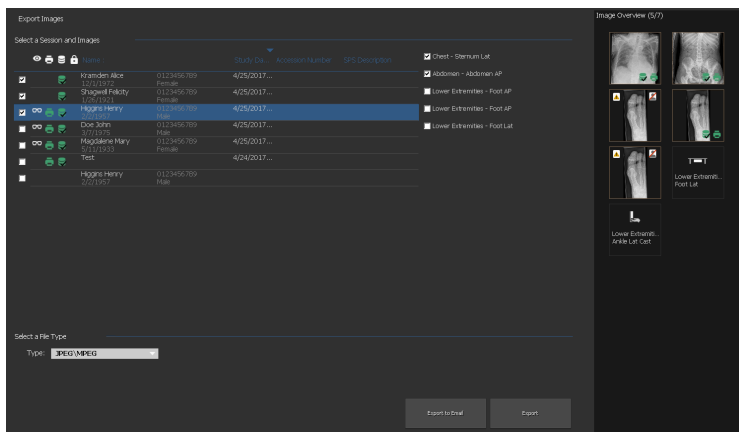 Export Images
Image Overview (5/7)
Select a Session and Images
Name
Study Da... Accession Number SPS Description
Kramden Alice 0123456789 4/25/2017...
12/1/1972 Female
Shagwell Felicity 0123456789 4/25/2017...
1/26/1921 Female
Higgins Henry 0123456789 4/25/2017...
2/2/1957 Male
Doe John 0123456789 4/25/2017...
3/7/1975 Male
Magdalene Mary 0123456789 4/25/2017...
5/11/1933 Female
Test 4/24/2017...
Higgins Henry 0123456789
2/2/1957 Male
Chest - Sternum Lat
Abdomen - Abdomen AP
Lower Extremities - Foot AP
Lower Extremities - Foot AP
Lower Extremities - Foot Lat
Lower Extremiti...
Foot Lat
Lower Extremiti...
Ankle Lat Cast
Select a File Type
Type: JPEG\MPEG
Export to Email
Export